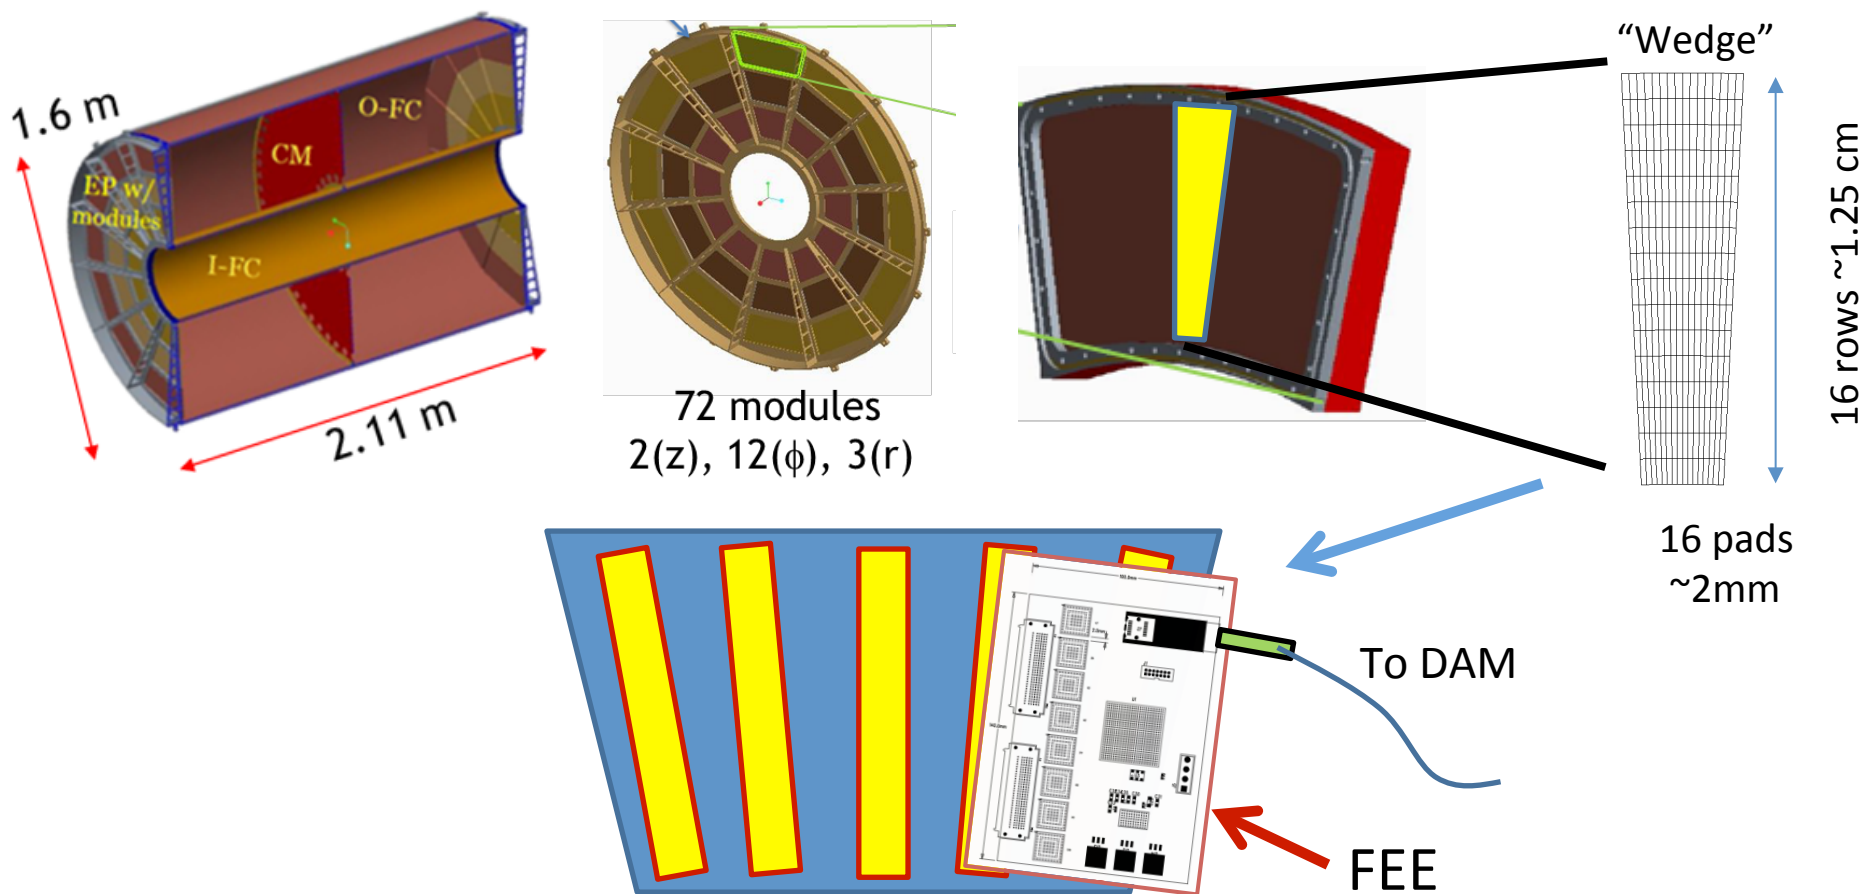 1.6 m
O-FC
CM
EP w/
modules
I-FC
2.11 m
72 modules
2(z), 12(ϕ), 3(r)
“Wedge”
16 rows ~1.25 cm
16 pads
~2mm
To DAM
FEE